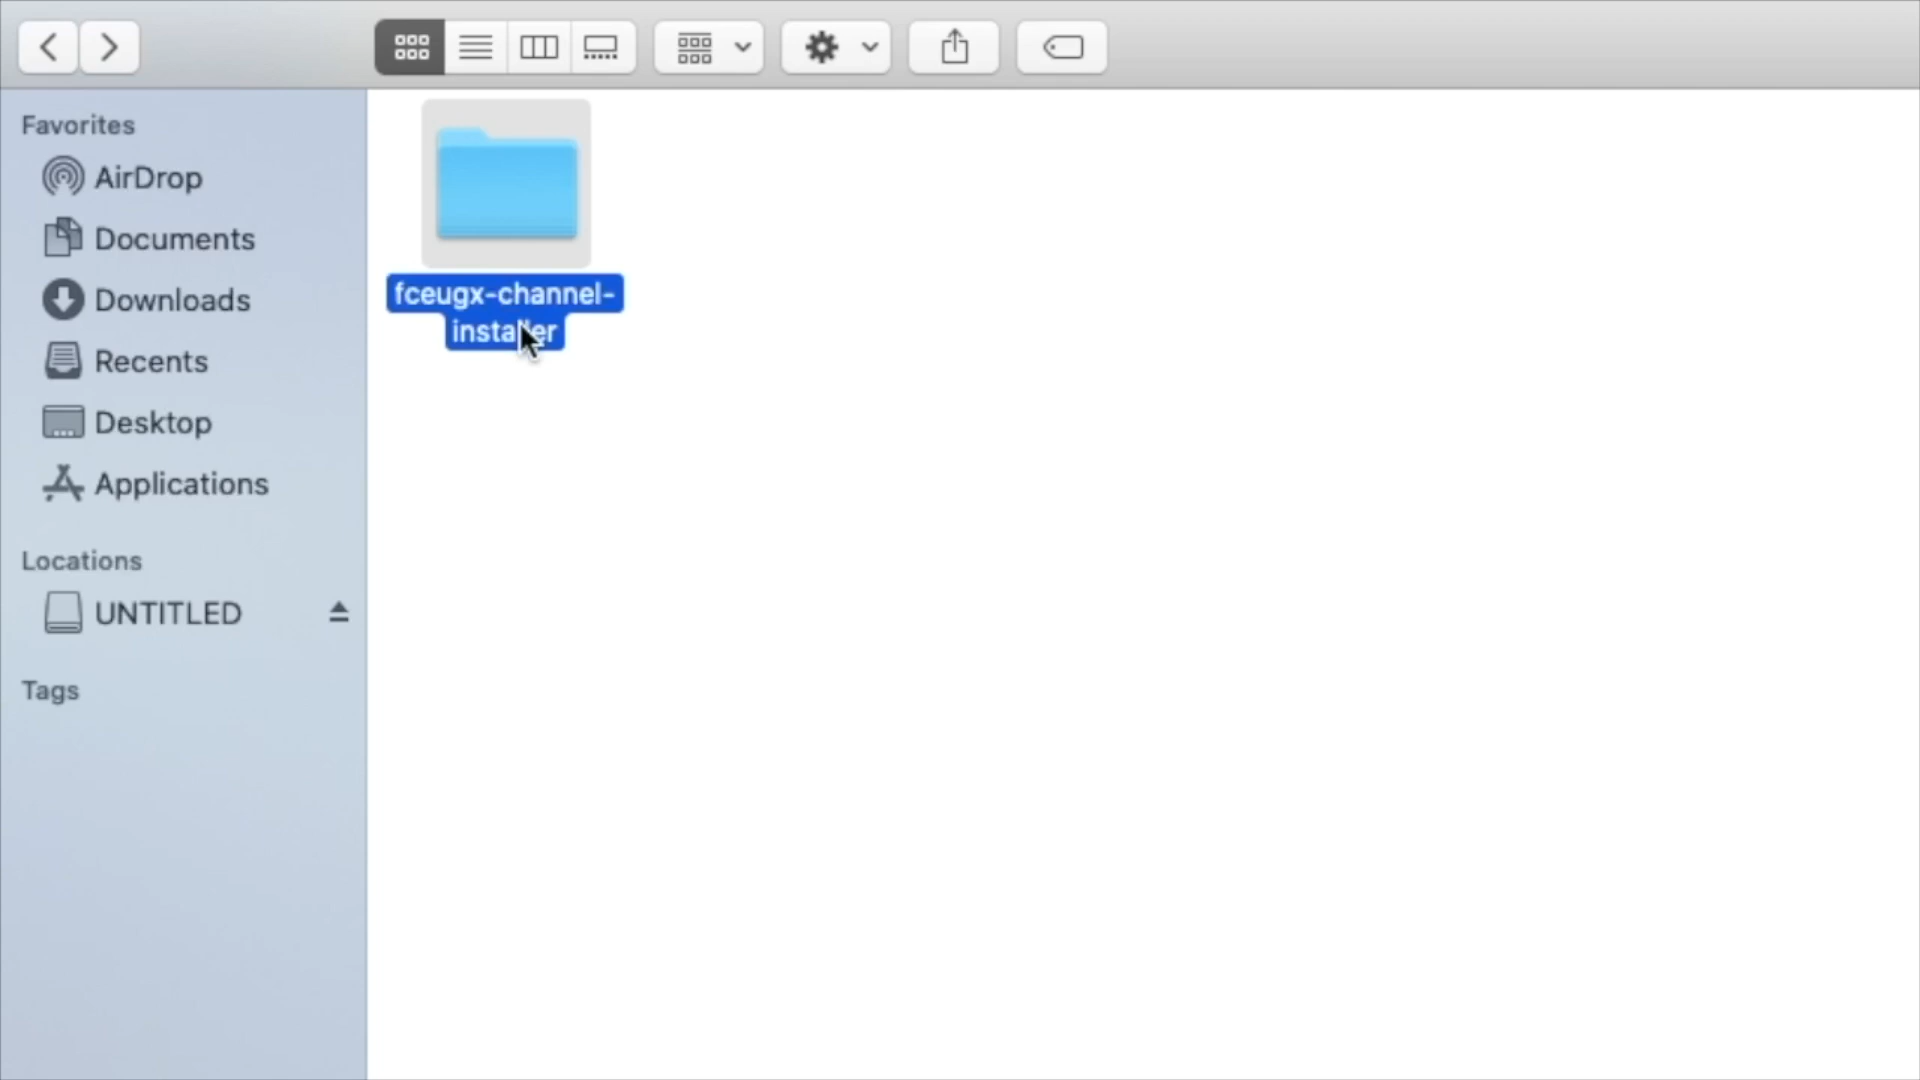 Favorites
AirDrop
Documents
Downloads
Recents
Desktop
Applications
Locations
UNTITLED
Tags
fceugx-channel-
installer